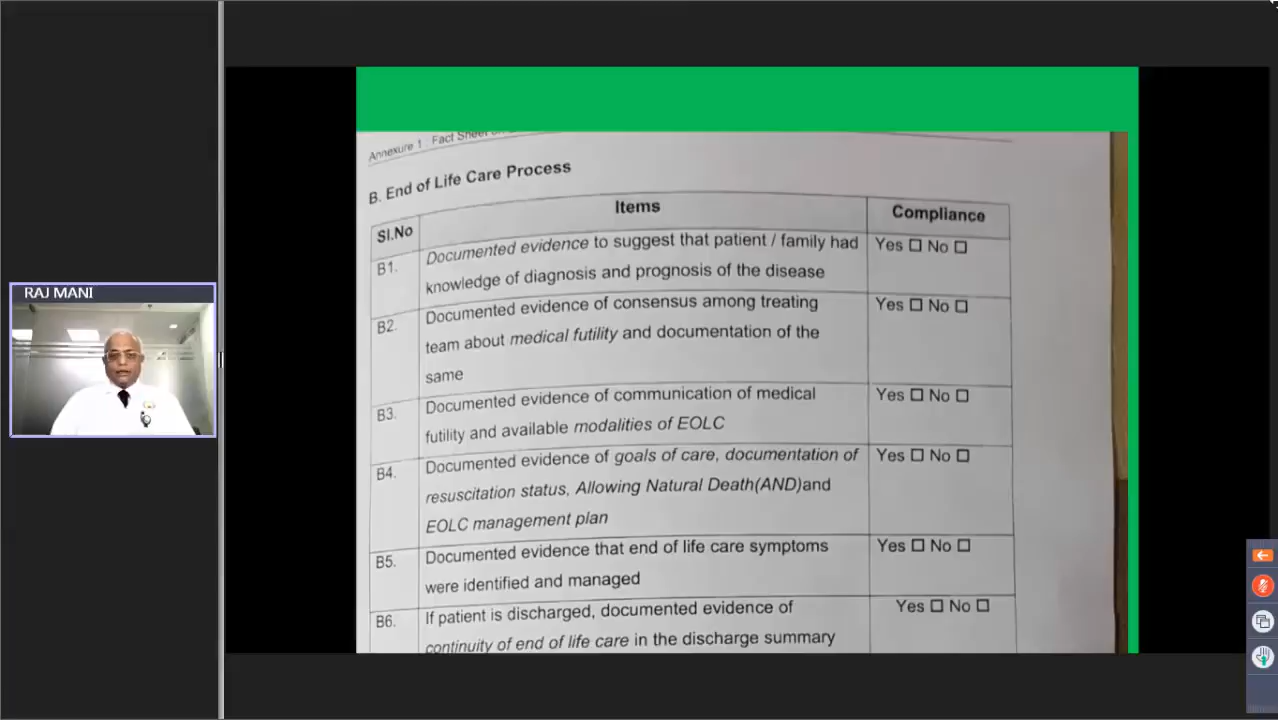 RAJ MANI
Annexure 1 : Fact Sheet
B. End of Life Care Process
Sl.No
Items
Compliance
B1.
Documented evidence to suggest that patient / family had
knowledge of diagnosis and prognosis of the disease
Yes ☐ No ☐
B2.
Documented evidence of consensus among treating
team about medical futility and documentation of the
same
Yes ☐ No ☐
B3.
Documented evidence of communication of medical
futility and available modalities of EOLC
Yes ☐ No ☐
B4.
Documented evidence of goals of care, documentation of
resuscitation status, Allowing Natural Death(AND)and
EOLC management plan
Yes ☐ No ☐
B5.
Documented evidence that end of life care symptoms
were identified and managed
Yes ☐ No ☐
B6.
If patient is discharged, documented evidence of
continuity of end of life care in the discharge summary
Yes ☐ No ☐